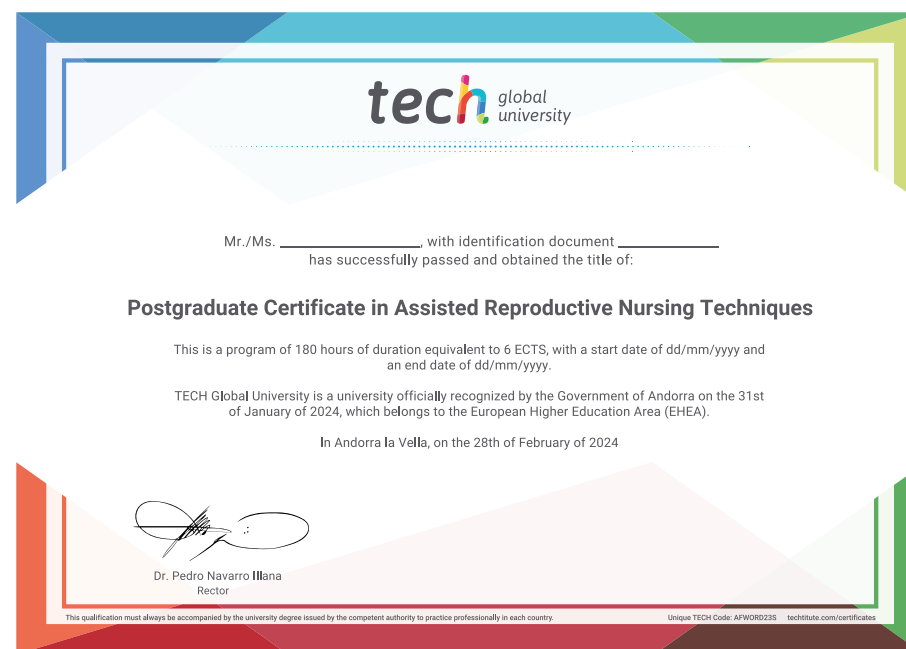 tech global
university
Mr./Ms. ____________, with identification document ____________
has successfully passed and obtained the title of:
Postgraduate Certificate in Assisted Reproductive Nursing Techniques
This is a program of 180 hours of duration equivalent to 6 ECTS, with a start date of dd/mm/yyyy and
an end date of dd/mm/yyyy.
TECH Global University is a university officially recognized by the Government of Andorra on the 31st
of January of 2024, which belongs to the European Higher Education Area (EHEA).
In Andorra la Vella, on the 28th of February of 2024
Dr. Pedro Navarro Illana
Rector
This qualification must always be accompanied by the university degree issued by the competent authority to practice professionally in each country. Unique TECH Code: AFWORD23S techtitute.com/certificates